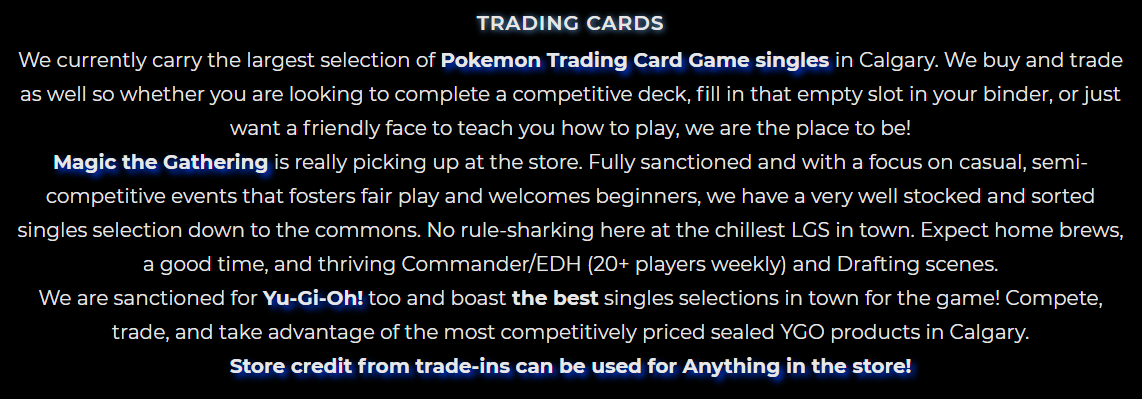 TRADING CARDS
We currently carry the largest selection of Pokemon Trading Card Game singles in Calgary. We buy and trade
as well so whether you are looking to complete a competitive deck, fill in that empty slot in your binder, or just
want a friendly face to teach you how to play, we are the place to be!
Magic the Gathering is really picking up at the store. Fully sanctioned and with a focus on casual, semi-
competitive events that fosters fair play and welcomes beginners, we have a very well stocked and sorted
singles selection down to the commons. No rule-sharking here at the chillest LGS in town. Expect home brews,
a good time, and thriving Commander/EDH (20+ players weekly) and Drafting scenes.
We are sanctioned for Yu-Gi-Oh! too and boast the best singles selections in town for the game! Compete,
trade, and take advantage of the most competitively priced sealed YGO products in Calgary.
Store credit from trade-ins can be used for Anything in the store!